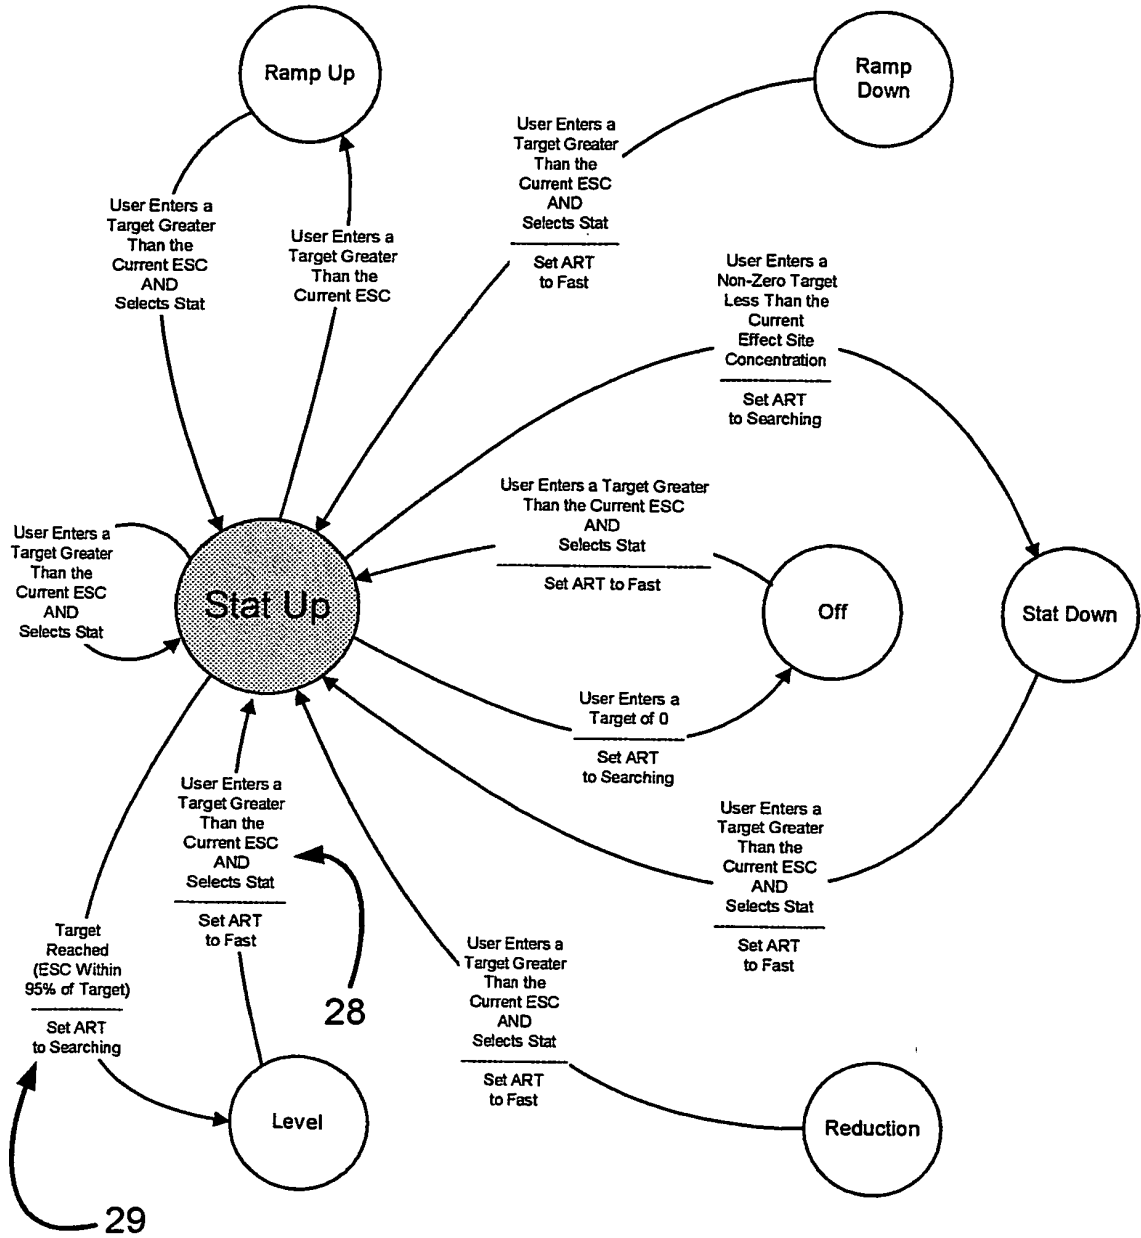 Ramp Up
Ramp
Down
User Enters a
Target Greater
Than the
Current ESC
AND
Selects Stat
Set ART
to Fast
User Enters a
Target Greater
Than the
Current ESC
AND
Selects Stat
User Enters a
Target Greater
Than the
Current ESC
User Enters a
Non-Zero Target
Less Than the
Current
Effect Site
Concentration
Set ART
to Searching
User Enters a Target Greater
Than the Current ESC
AND
Selects Stat
Set ART to Fast
User Enters a
Target Greater
Than the
Current ESC
AND
Selects Stat
Stat Up
Off
Stat Down
User Enters a
Target of 0
Set ART
to Searching
User Enters a
Target Greater
Than the
Current ESC
AND
Selects Stat
Set ART
to Fast
User Enters a
Target Greater
Than the
Current ESC
AND
Selects Stat
Set ART
to Fast
Target
Reached
(ESC Within
95% of Target)
Set ART
to Searching
User Enters a
Target Greater
Than the
Current ESC
AND
Selects Stat
Set ART
to Fast
28
Level
Reduction
29